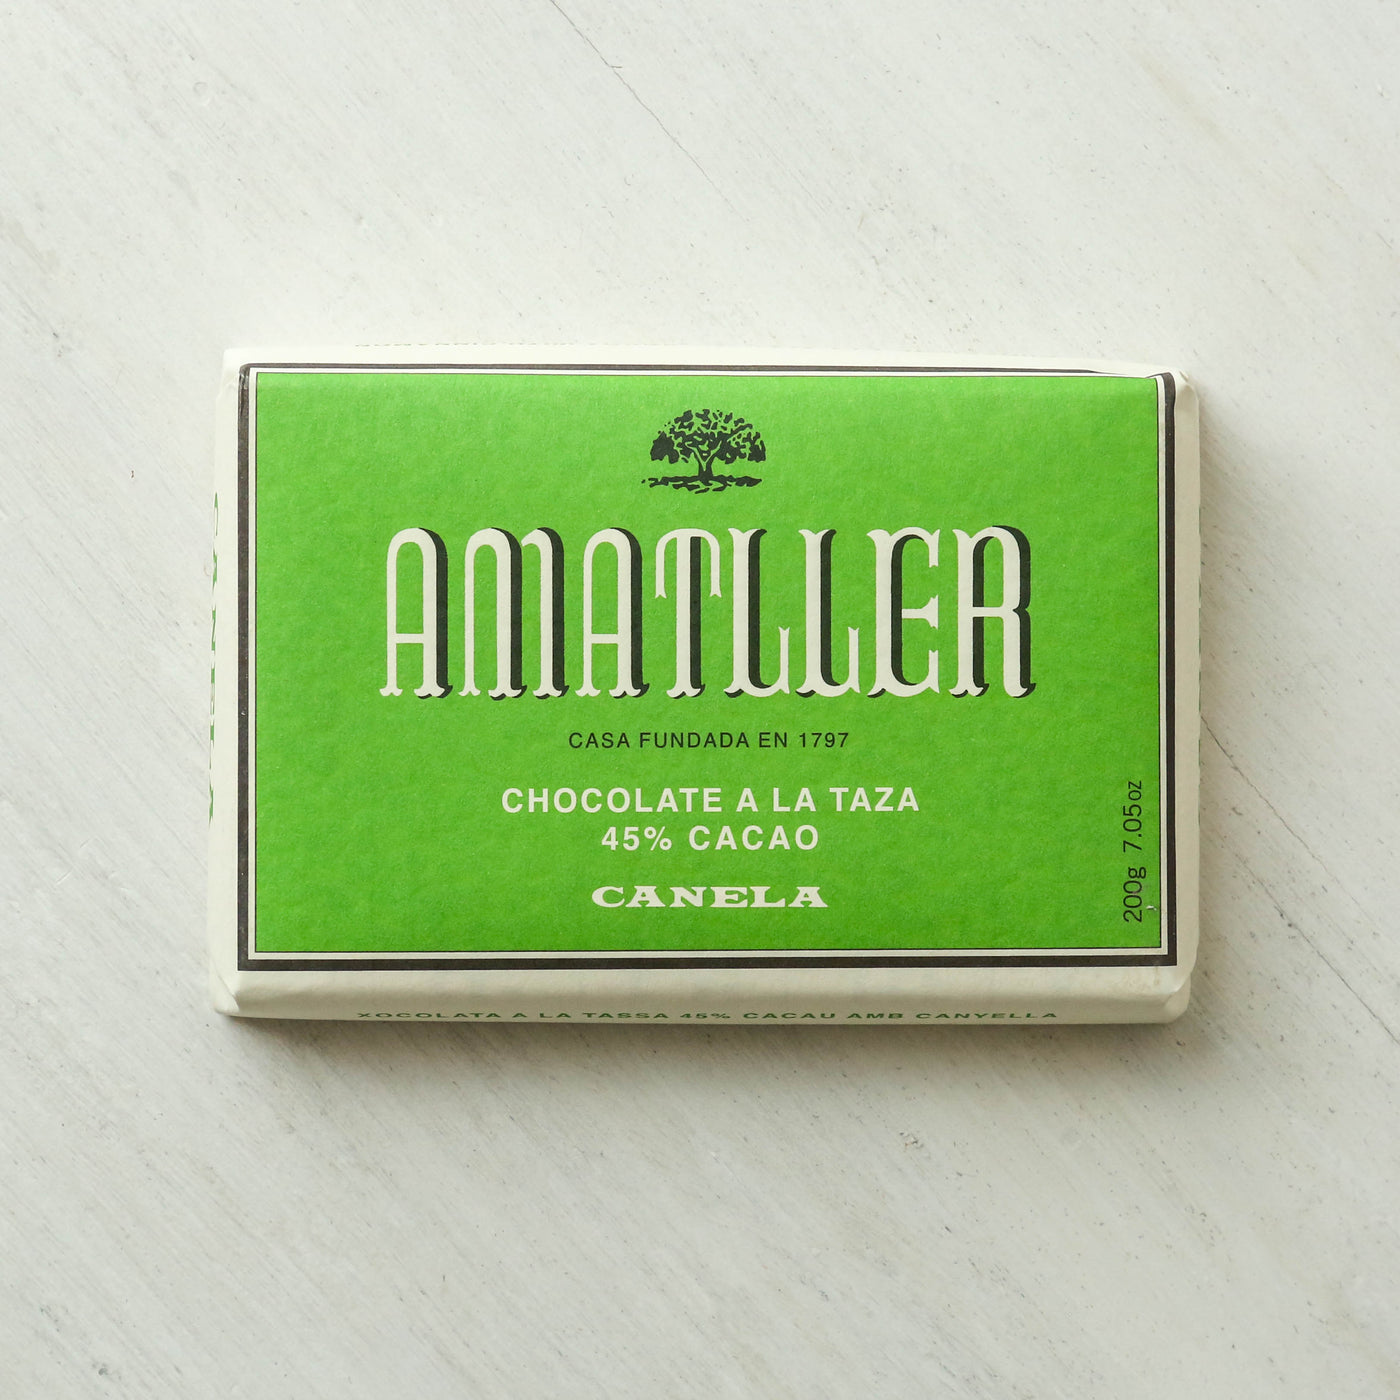 AMATLLER
CASA FUNDADA EN 1797
CHOCOLATE A LA TAZA
45% CACAO
CANELA
200g 7.05oz
CANELA
XOCOLATA A LA TASSA 45% CACAU AMB CANYELLA